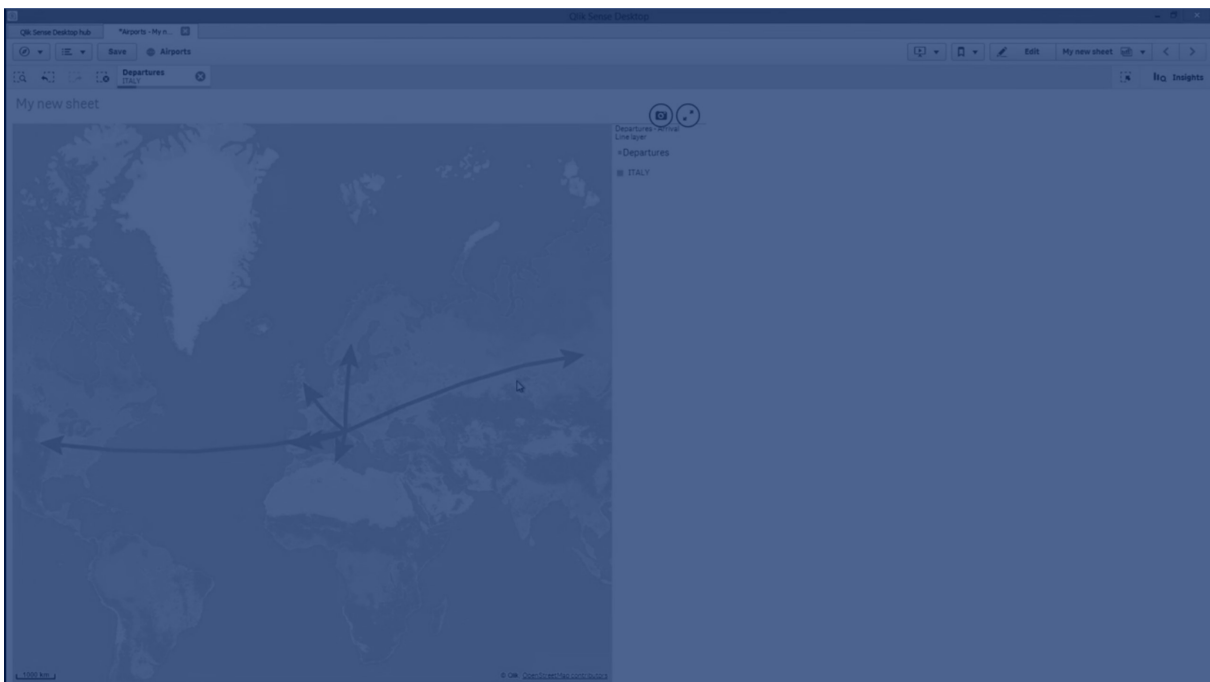 Qlik Sense Desktop
Qlik Sense Desktop hub
*Airports - My n...
Save
Airports
Edit
My new sheet
Departures
ITALY
Insights
My new sheet
Departures - Arrival
Line layer
Departures
ITALY
1000 km
© Qlik, OpenStreetMap contributors